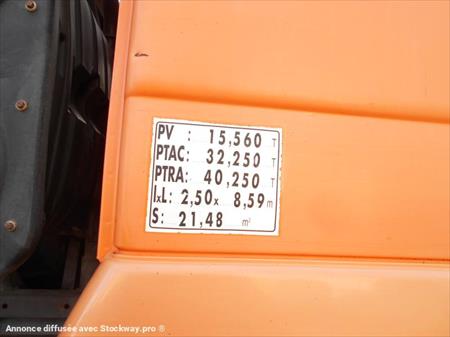 PV : 15,560 T
PTAC: 32,250 T
PTRA: 40,250 T
lxL: 2,50x 8,59m
S: 21,48 m²
Annonce diffusée avec Stockway.pro ®